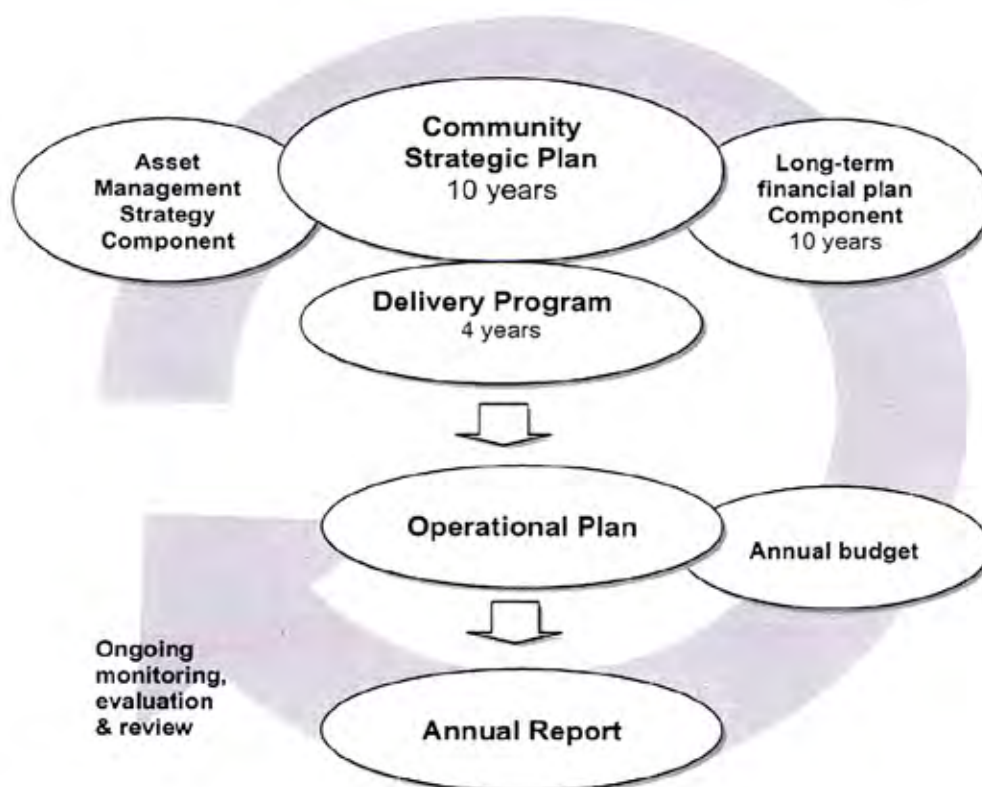 Community
Strategic Plan
10 years
Asset
Management
Strategy
Component
Long-term
financial plan
Component
10 years
Delivery Program
4 years
Operational Plan
Annual budget
Ongoing
monitoring,
evaluation
& review
Annual Report